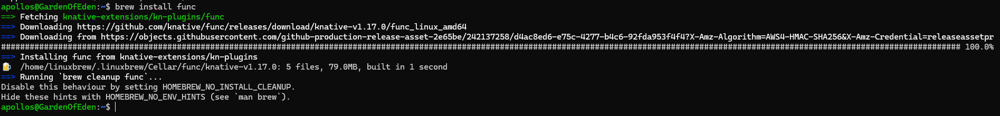 apollos@GardenOfEden:~$ brew install func
==> Fetching knative-extensions/kn-plugins/func
==> Downloading https://github.com/knative/func/releases/download/knative-v1.17.0/func_linux_amd64
==> Downloading from https://objects.githubusercontent.com/github-production-release-asset-2e65be/242137258/d4ac8ed6-e75c-4277-b4c6-92fda953f4f4?X-Amz-Algorithm=AWS4-HMAC-SHA256&X-Amz-Credential=releaseassetpr
########################################################################################################################################################################################################## 100.0%
==> Installing func from knative-extensions/kn-plugins
🍺  /home/linuxbrew/.linuxbrew/Cellar/func/knative-v1.17.0: 5 files, 79.0MB, built in 1 second
==> Running `brew cleanup func`...
Disable this behaviour by setting HOMEBREW_NO_INSTALL_CLEANUP.
Hide these hints with HOMEBREW_NO_ENV_HINTS (see `man brew`).
apollos@GardenOfEden:~$